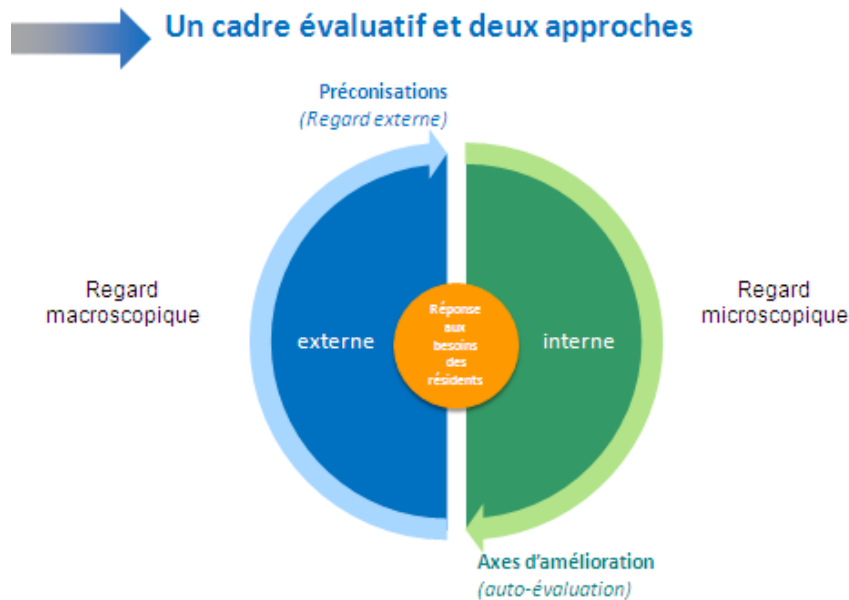 Un cadre évaluatif et deux approches
Préconisations
(Regard externe)
Regard
macroscopique
externe
Réponse
aux
besoins
des
résidents
interne
Regard
microscopique
Axes d'amélioration
(auto-évaluation)